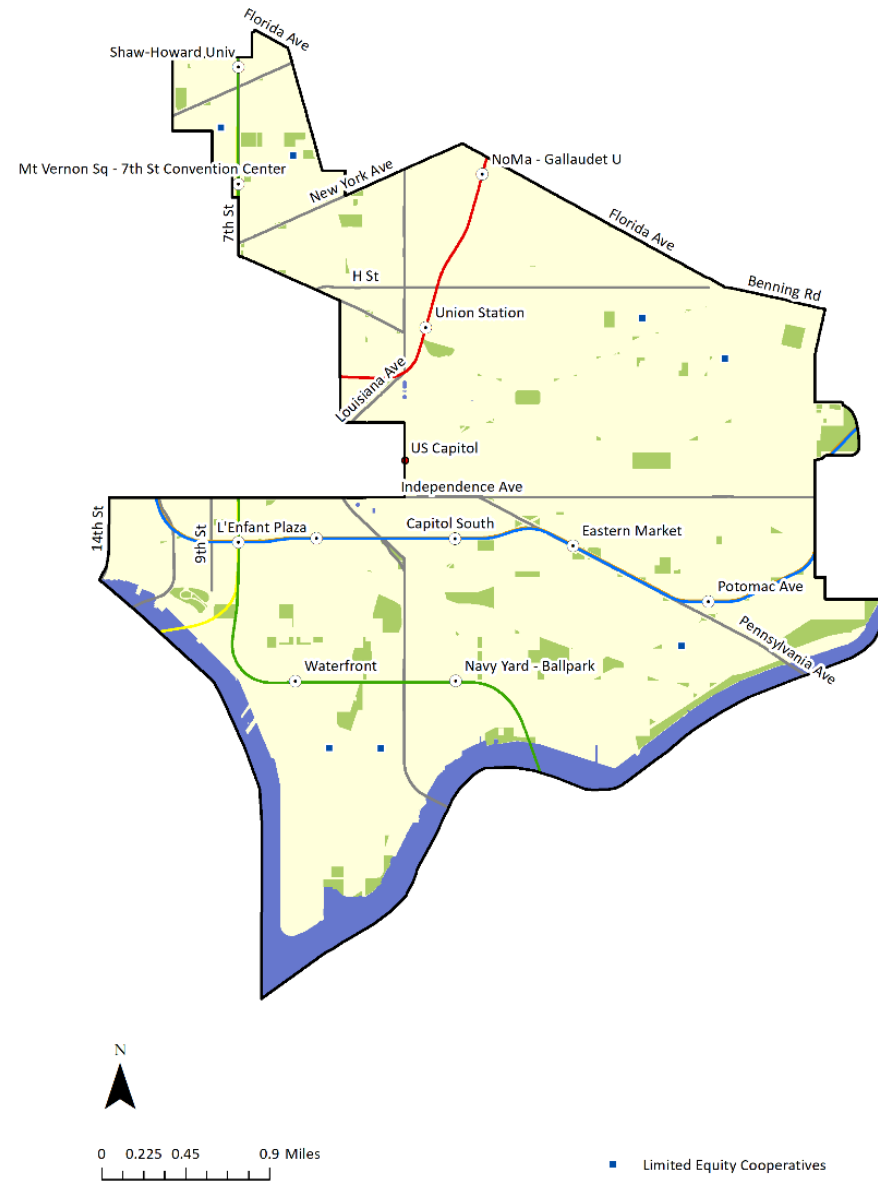 Florida Ave
Shaw-Howard Univ
Mt Vernon Sq - 7th St Convention Center
NoMa - Gallaudet U
New York Ave
7th St
Florida Ave
H St
Benning Rd
Union Station
Louisiana Ave
US Capitol
Independence Ave
14th St
9th St
L'Enfant Plaza
Capitol South
Eastern Market
Potomac Ave
Pennsylvania Ave
Waterfront
Navy Yard - Ballpark
N
0 0.225 0.45 0.9 Miles
Limited Equity Cooperatives